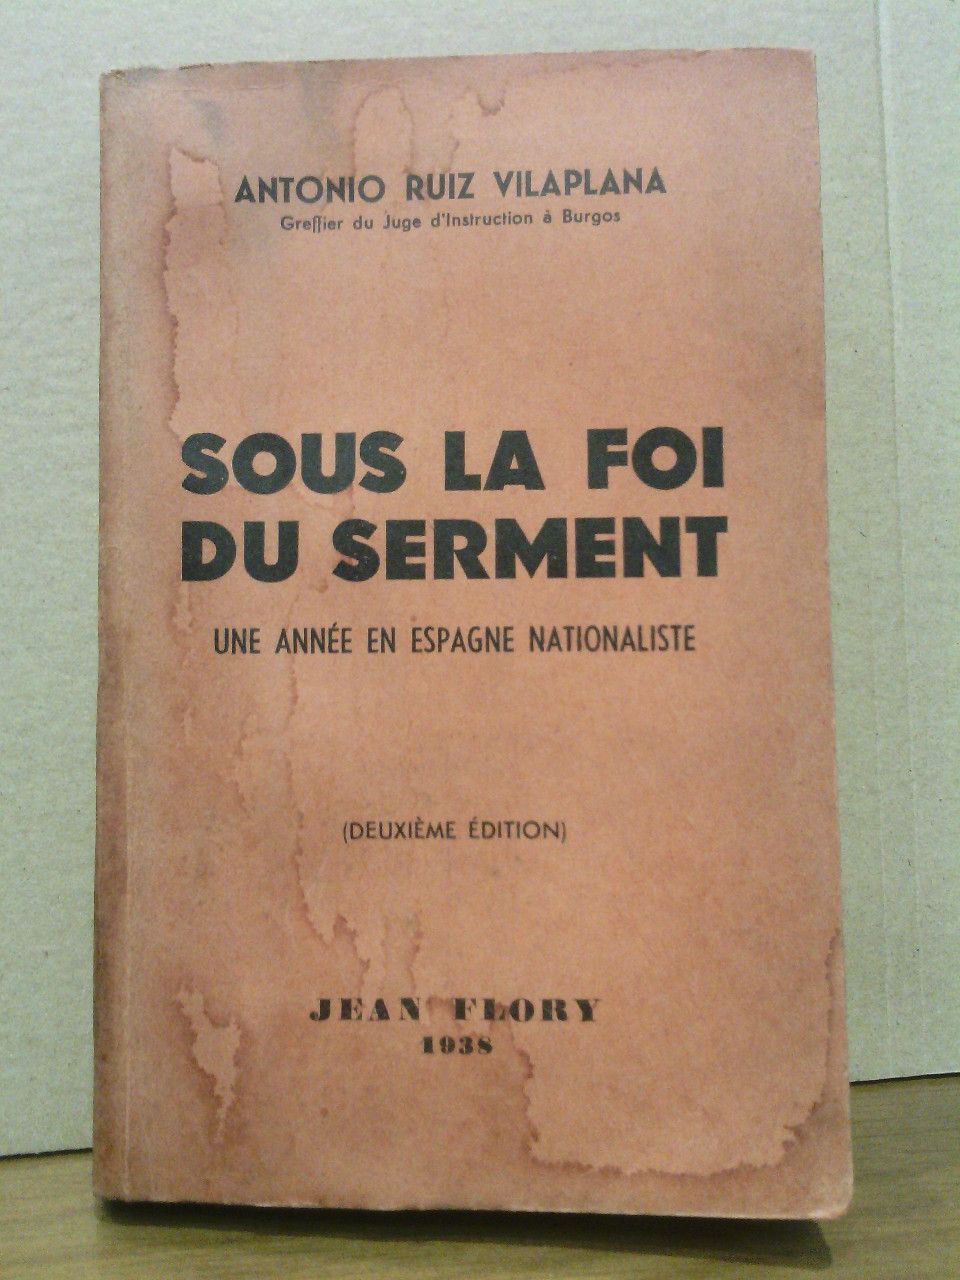 ANTONIO RUIZ VILAPLANA
Greffier du Juge d'Instruction à Burgos
SOUS LA FOI
DU SERMENT
UNE ANNÉE EN ESPAGNE NATIONALISTE
(DEUXIÈME ÉDITION)
JEAN FLORY
1938